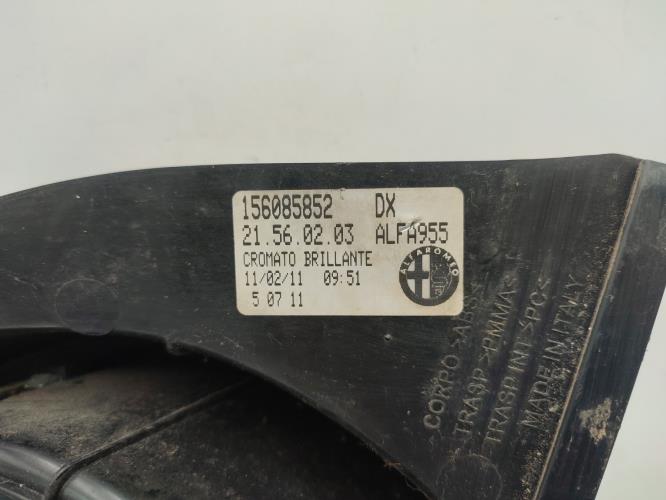 156085852 DX
21.56.02.03 ALFA955
CROMATO BRILLANTE
11/02/11 09:51
5 07 11
ALFA ROMEO
CORPO >ABS<
TRASP >PMMA<
TRASP INT >PC<
MADE IN ITALY